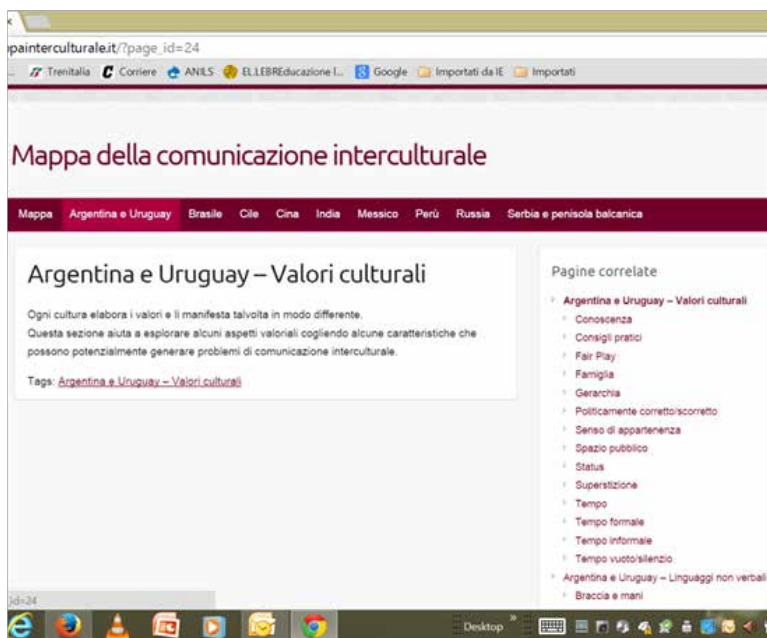 painterculturale.it/?page_id=24
Trenitalia Corriere ANILS EL.LEBREducazione l... Google Importati da IE Importati
Mappa della comunicazione interculturale
Mappa Argentina e Uruguay Brasile Cile Cina India Messico Perù Russia Serbia e penisola balcanica
Argentina e Uruguay – Valori culturali
Ogni cultura elabora i valori e li manifesta talvolta in modo differente.
Questa sezione aiuta a esplorare alcuni aspetti valoriali cogliendo alcune caratteristiche che
possono potenzialmente generare problemi di comunicazione interculturale.
Tags: Argentina e Uruguay – Valori culturali
Pagine correlate
Argentina e Uruguay – Valori culturali
Conoscenza
Consigli pratici
Fair Play
Famiglia
Gerarchia
Politicamente corretto/scorretto
Senso di appartenenza
Spazio pubblico
Status
Superstizione
Tempo
Tempo formale
Tempo informale
Tempo vuoto/silenzio
Argentina e Uruguay – Linguaggi non verbali
Braccia e mani
id=24
Desktop